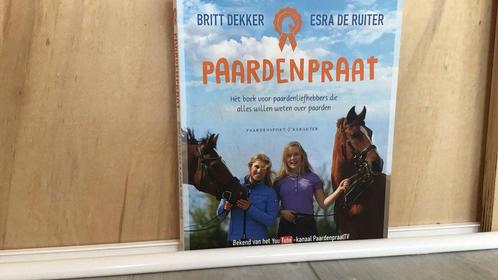 BRITT DEKKER ESRA DE RUITER
PAARDENPRAAT
Hét boek voor paardenliefhebbers die
alles willen weten over paarden
PAARDENSPORT & KARAKTER
Bekend van het YouTube-kanaal PaardenpraatTV